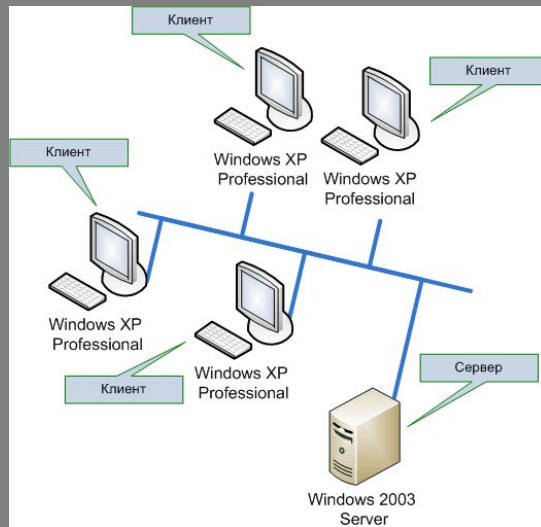 Клиент
Клиент
Windows XP
Professional
Windows XP
Professional
Клиент
Windows XP
Professional
Windows XP
Professional
Клиент
Сервер
Windows 2003
Server